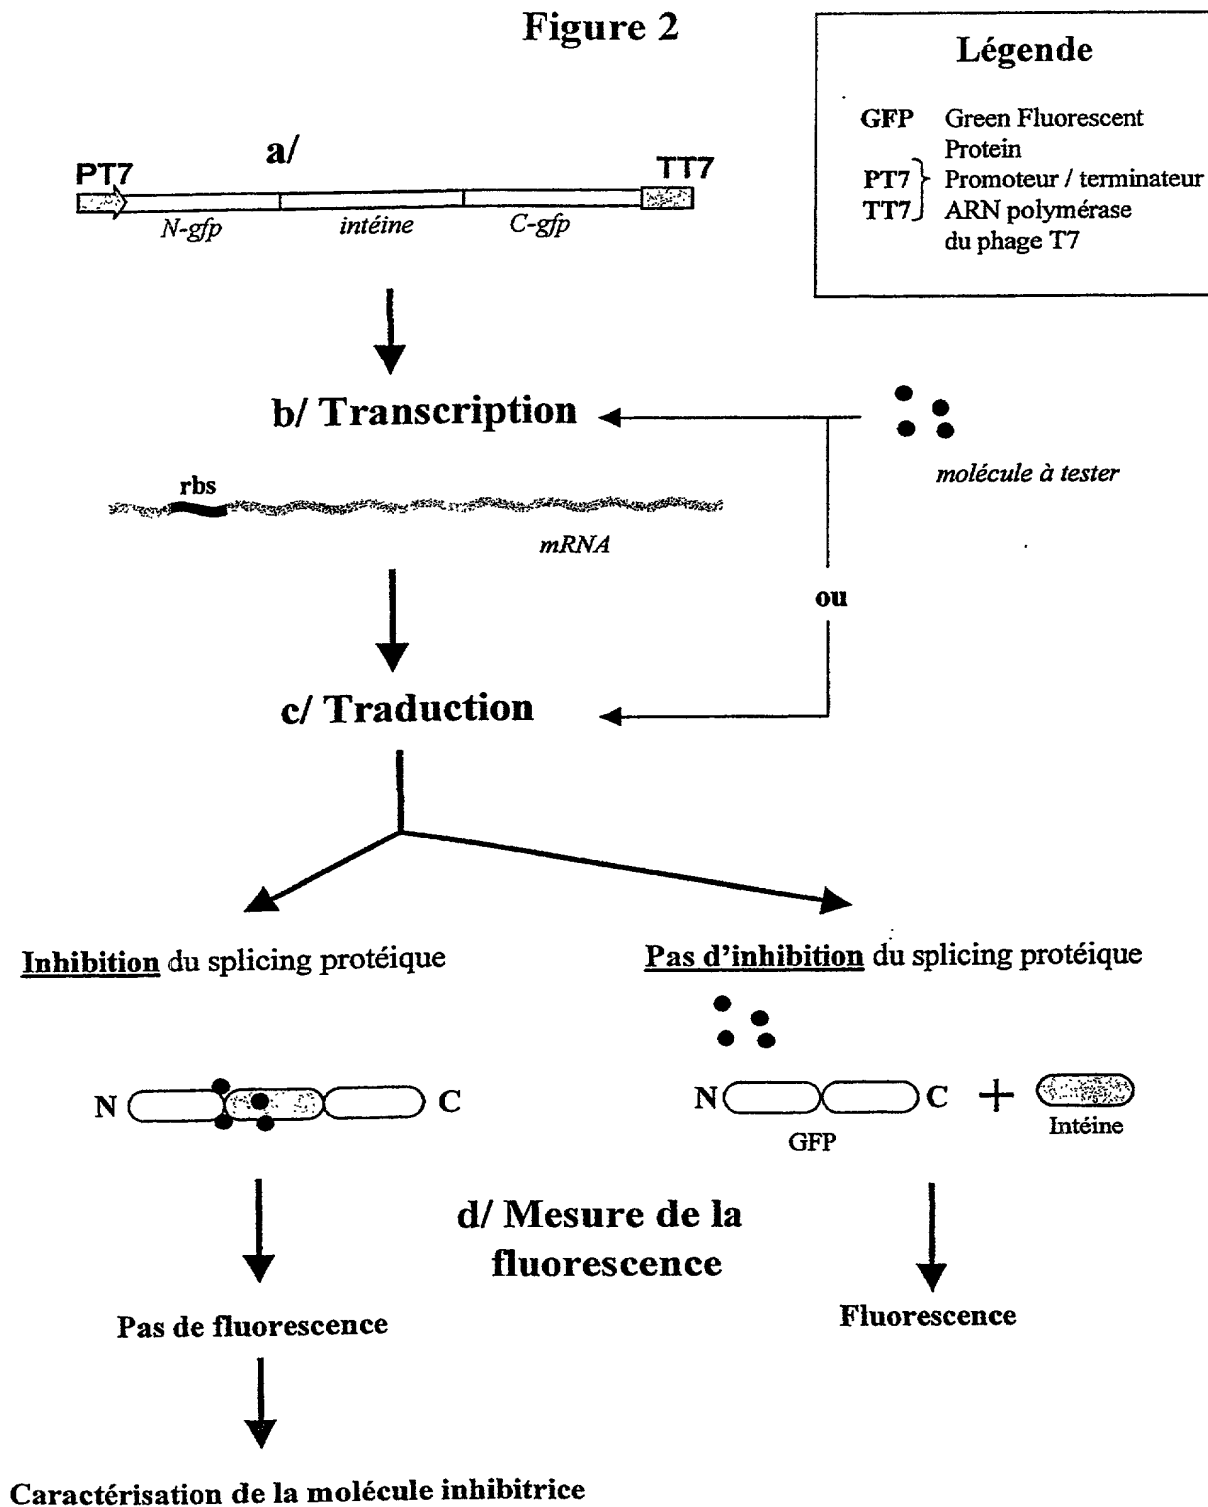 Figure 2
Légende
GFP Green Fluorescent
Protein
PT7 Promoteur / terminateur
TT7 ARN polymérase
du phage T7
a/
PT7
TT7
N-gfp
intéine
C-gfp
b/ Transcription
molécule à tester
rbs
mRNA
ou
c/ Traduction
Inhibition du splicing protéique
Pas d'inhibition du splicing protéique
N
C
N
C
+
GFP
Intéine
d/ Mesure de la
fluorescence
Pas de fluorescence
Fluorescence
Caractérisation de la molécule inhibitrice